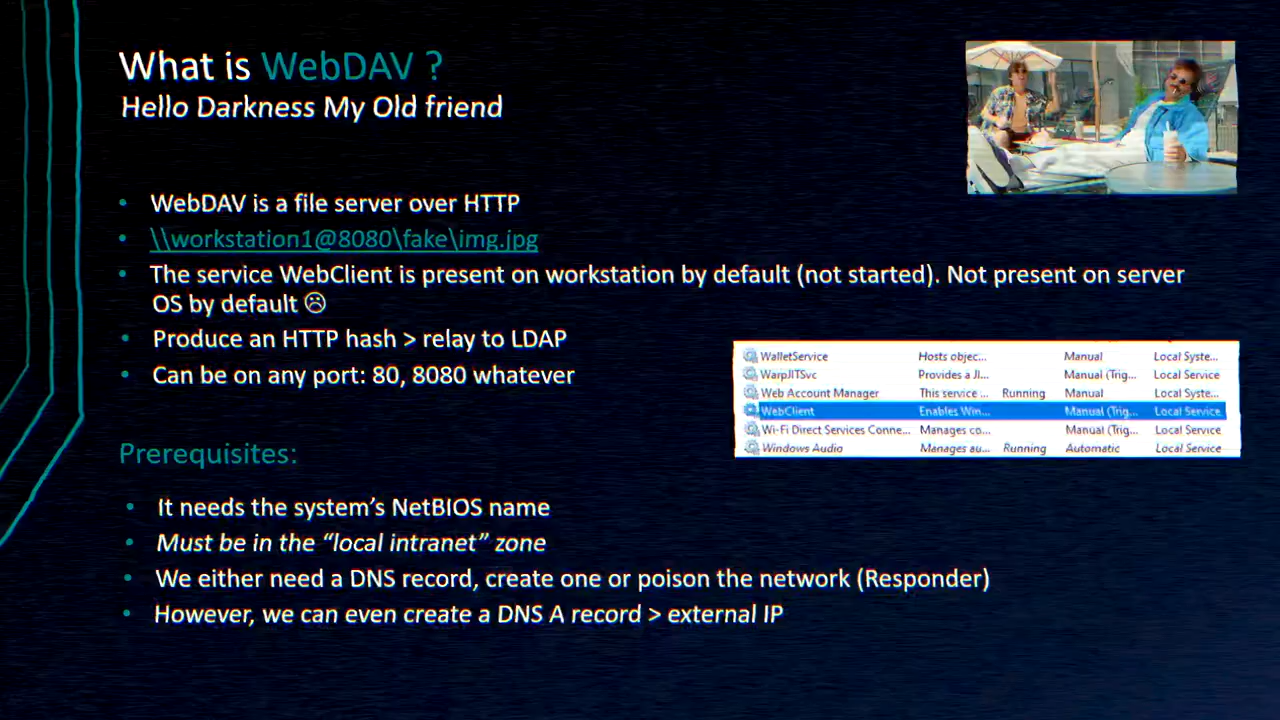 What is WebDAV ?
Hello Darkness My Old friend
• WebDAV is a file server over HTTP
• \\workstation1@8080\fake\img.jpg
• The service WebClient is present on workstation by default (not started). Not present on server
OS by default ☹
• Produce an HTTP hash > relay to LDAP
• Can be on any port: 80, 8080 whatever
WalletService Hosts objec... Manual Local Syste...
WarpJITSvc Provides a JI... Manual (Trig... Local Service
Web Account Manager This service ... Running Manual Local Syste...
WebClient Enables Win... Manual (Trig... Local Service
Wi-Fi Direct Services Conne... Manages co... Manual (Trig... Local Service
Windows Audio Manages au... Running Automatic Local Service
Prerequisites:
• It needs the system’s NetBIOS name
• Must be in the “local intranet” zone
• We either need a DNS record, create one or poison the network (Responder)
• However, we can even create a DNS A record > external IP